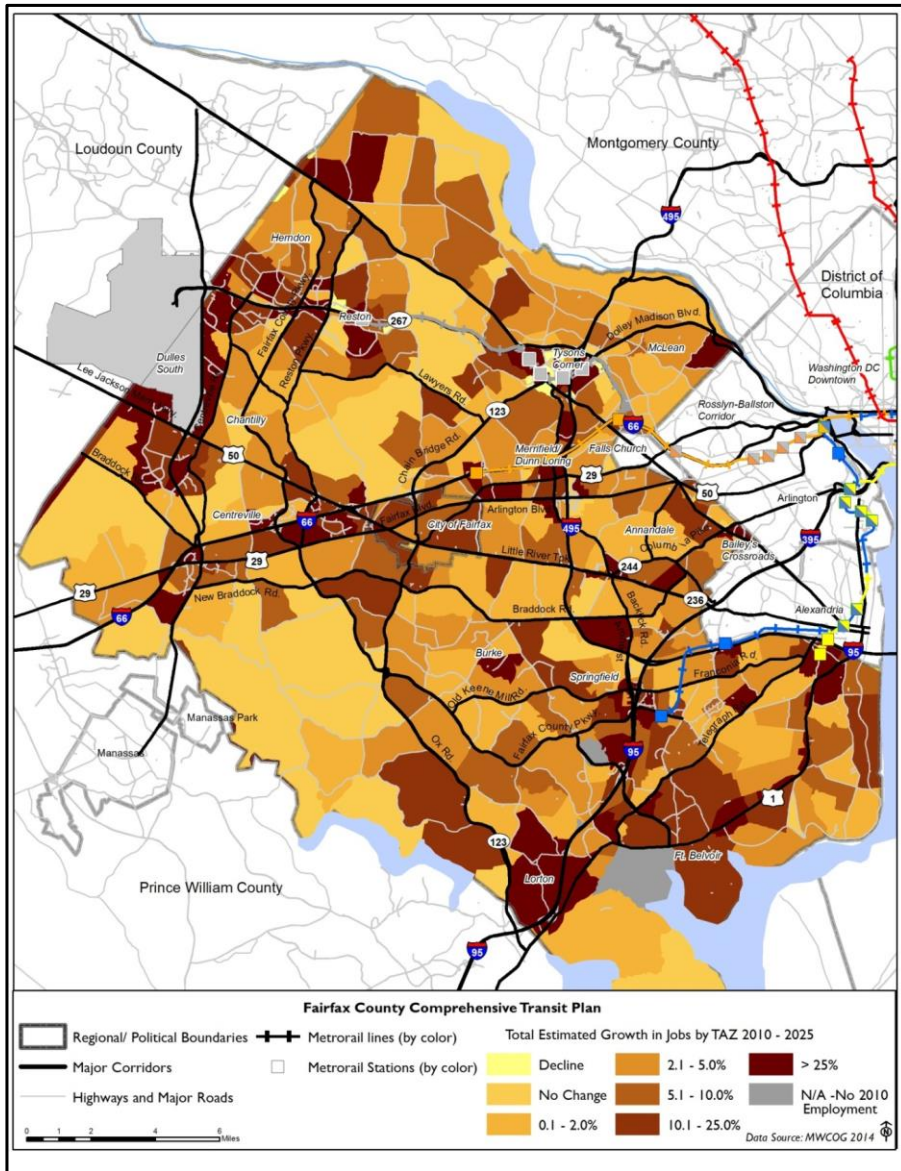 Loudoun County
Montgomery County
495
Herndon
District of
Columbia
Fairfax County Pkwy
Reston
267
Dolley Madison Blvd.
McLean
Tysons
Corner
Reston Pkwy.
Dulles
South
Washington DC
Downtown
Lee Jackson
Lawyers Rd.
Rosslyn-Ballston
Corridor
123
66
Chantilly
Chain Bridge Rd.
Merrifield/
Dunn Loring
Falls Church
50
29
50
Braddock
Arlington
Centreville
66
Fairfax Blvd.
City of Fairfax
Arlington Blvd.
495
Annandale
395
Bailey's
Crossroads
Little River Tpk.
29
244
29
New Braddock Rd.
Braddock Rd.
Backlick Rd.
236
66
Alexandria
Burke
Franconia Rd.
95
Springfield
Old Keene Mill Rd.
Manassas Park
Fairfax County Pkwy.
Telegraph
Manassas
Ox Rd.
95
1
123
Ft. Belvoir
Prince William County
Lorton
95
Fairfax County Comprehensive Transit Plan
Regional/ Political Boundaries
Metrorail lines (by color)
Total Estimated Growth in Jobs by TAZ 2010 - 2025
Major Corridors
Metrorail Stations (by color)
Highways and Major Roads
Decline
2.1 - 5.0%
> 25%
No Change
5.1 - 10.0%
N/A -No 2010
Employment
0.1 - 2.0%
10.1 - 25.0%
0 1 2 4 6
Miles
Data Source: MWCOG 2014
N